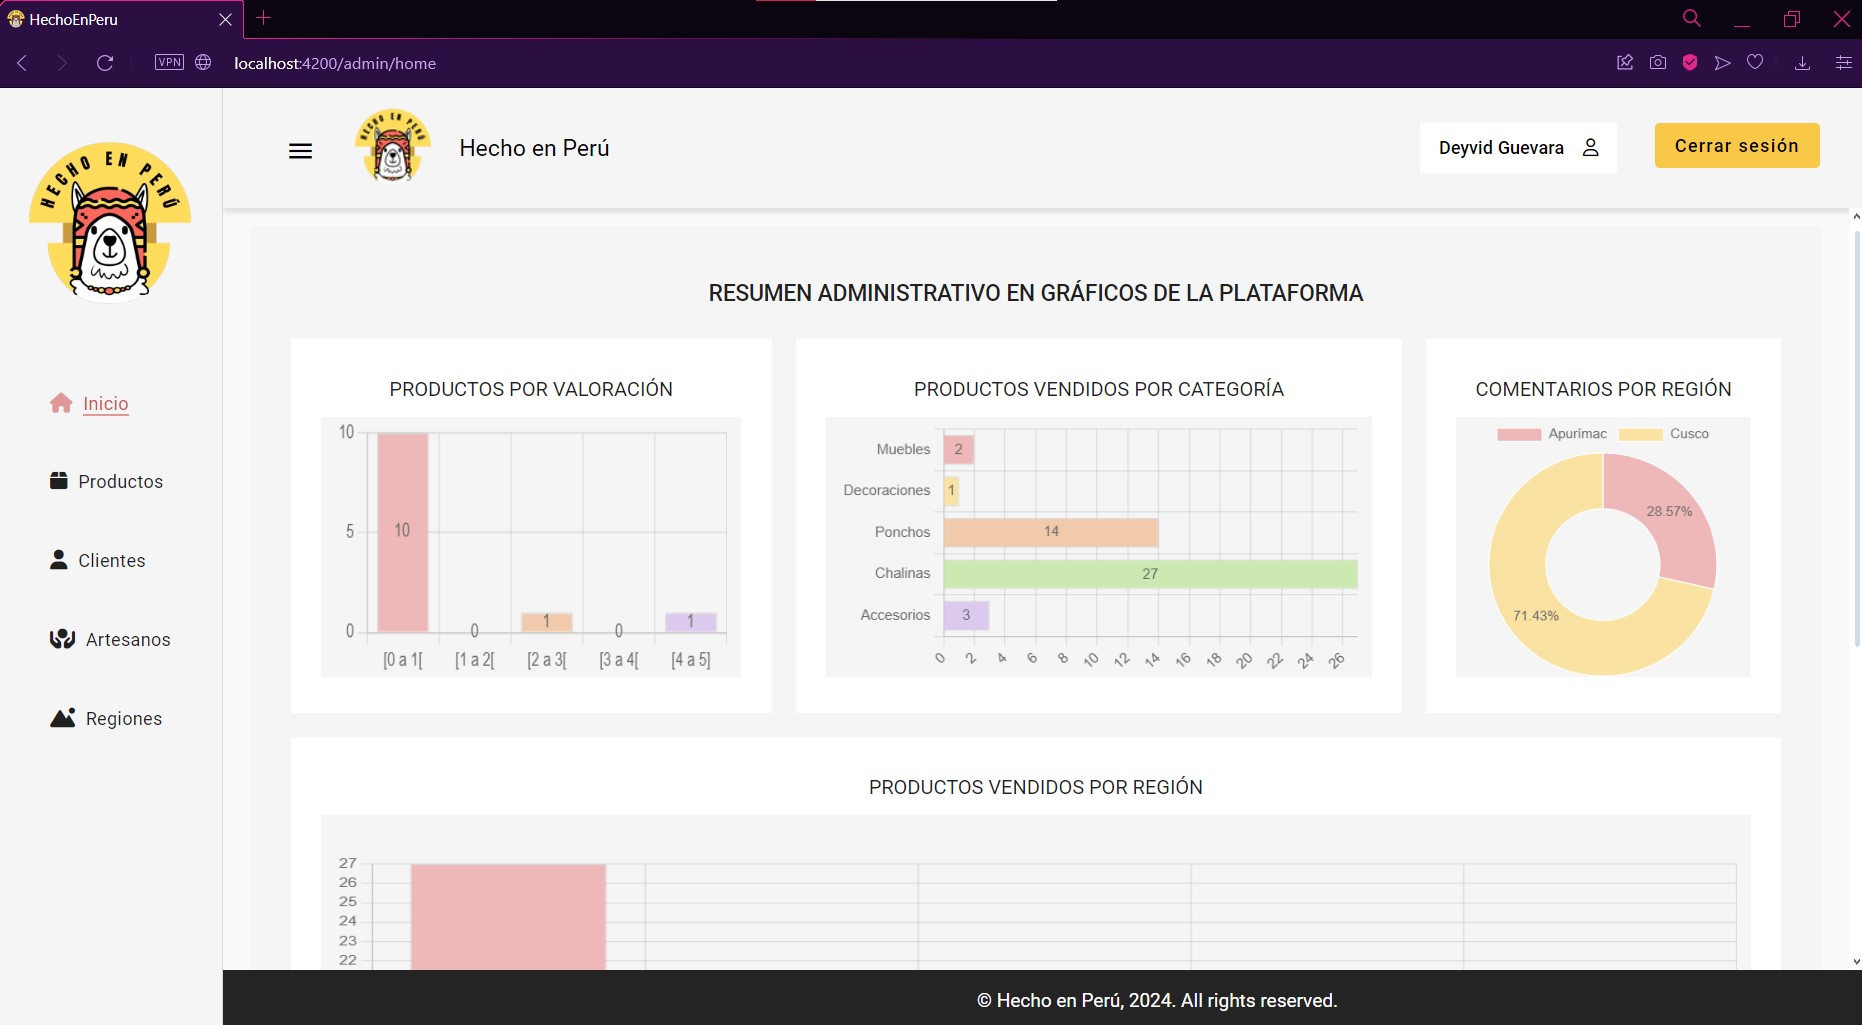 HechoEnPeru
VPN
localhost:4200/admin/home
HECHO EN PERÚ
HECHO EN PERÚ
Hecho en Perú
Deyvid Guevara
Cerrar sesión
Inicio
Productos
Clientes
Artesanos
Regiones
RESUMEN ADMINISTRATIVO EN GRÁFICOS DE LA PLATAFORMA
PRODUCTOS POR VALORACIÓN
10
5
0
10
0
1
0
1
[0 a 1[
[1 a 2[
[2 a 3[
[3 a 4[
[4 a 5]
PRODUCTOS VENDIDOS POR CATEGORÍA
Muebles 2
Decoraciones 1
Ponchos 14
Chalinas 27
Accesorios 3
0 2 4 6 8 10 12 14 16 18 20 22 24 26
COMENTARIOS POR REGIÓN
Apurímac Cusco
28.57%
71.43%
PRODUCTOS VENDIDOS POR REGIÓN
27
26
25
24
23
22
© Hecho en Perú, 2024. All rights reserved.